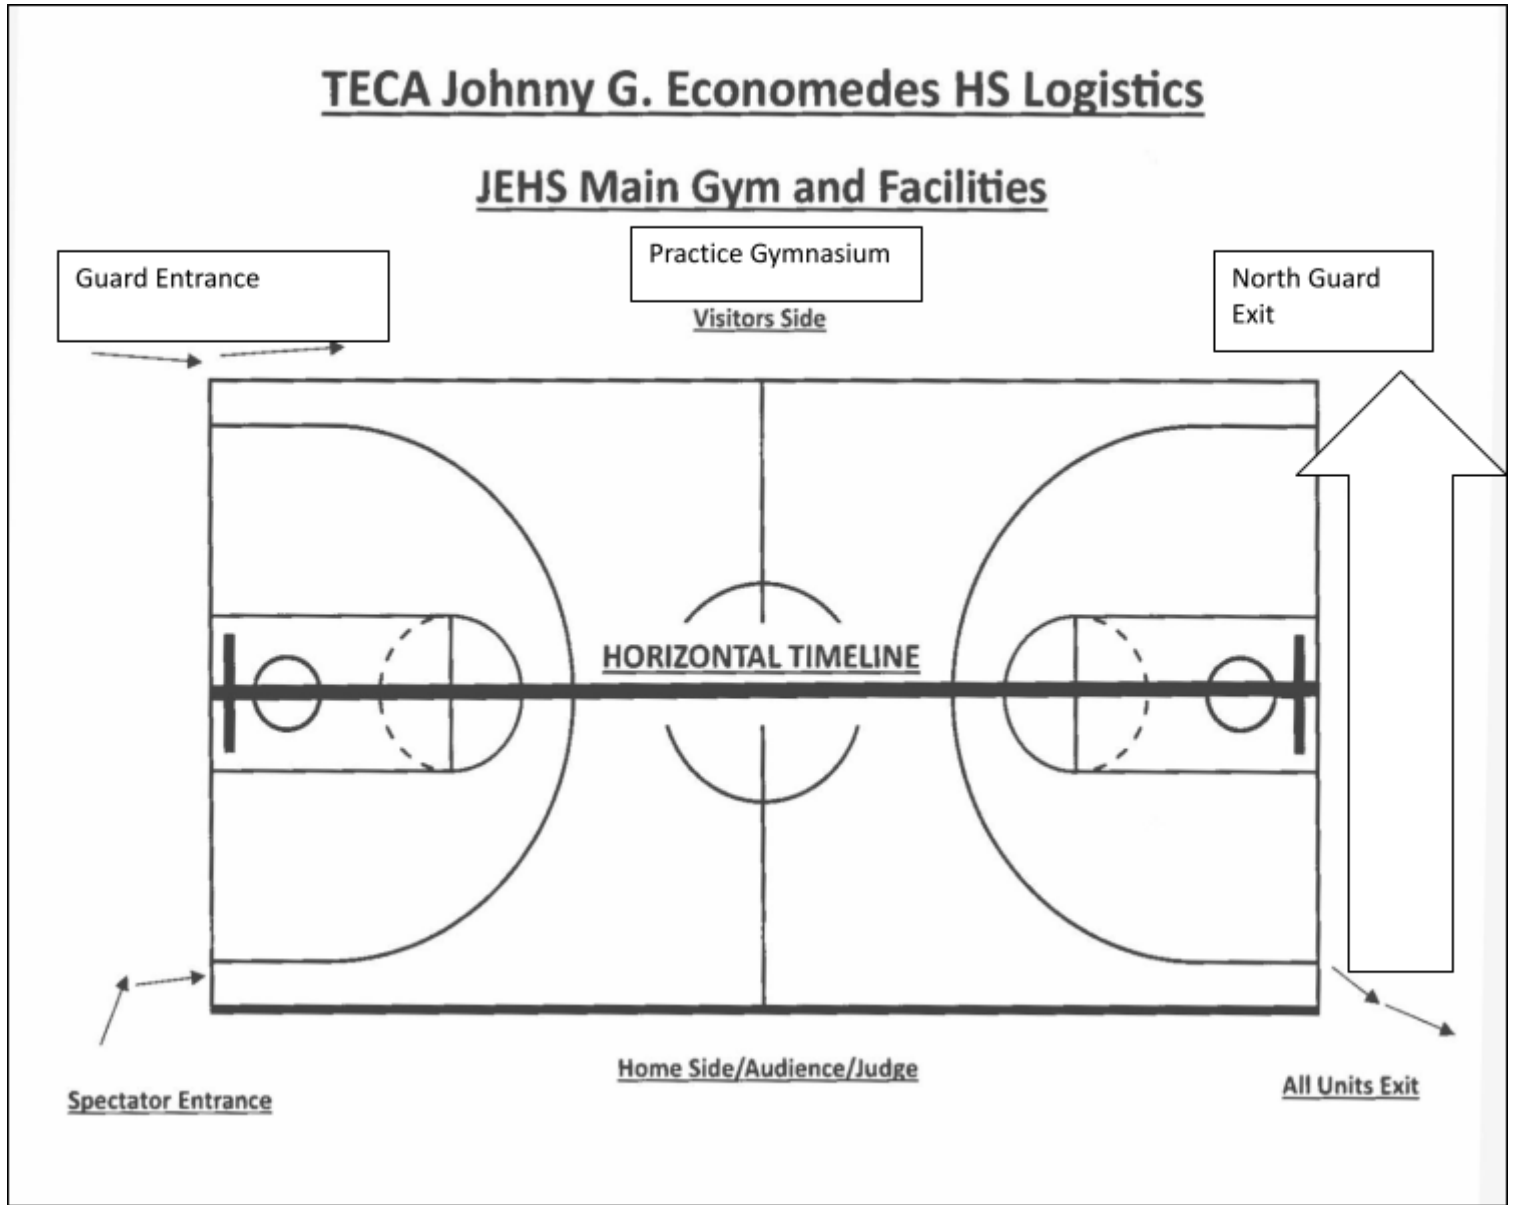 TECA Johnny G. Economedes HS Logistics
JEHS Main Gym and Facilities
Guard Entrance
Practice Gymnasium
North Guard
Exit
Visitors Side
HORIZONTAL TIMELINE
Home Side/Audience/Judge
Spectator Entrance
All Units Exit